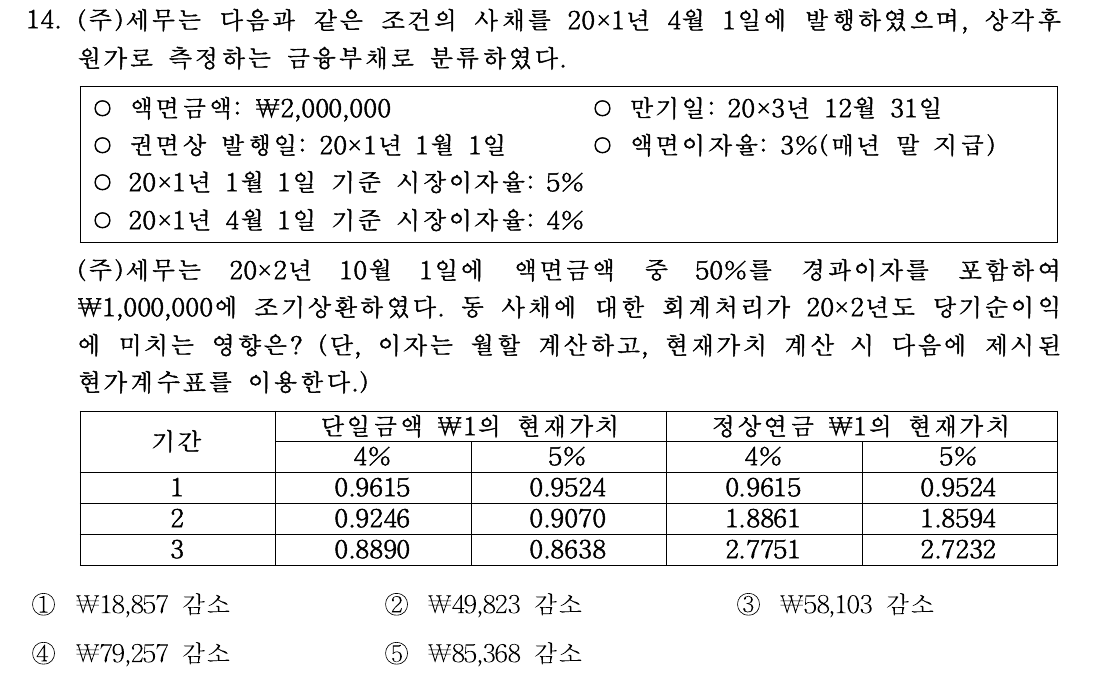 14. (주)세무는 다음과 같은 조건의 사채를 20×1년 4월 1일에 발행하였으며, 상각후
원가로 측정하는 금융부채로 분류하였다.
○ 액면금액: ₩2,000,000 ○ 만기일: 20×3년 12월 31일
○ 권면상 발행일: 20×1년 1월 1일 ○ 액면이자율: 3%(매년 말 지급)
○ 20×1년 1월 1일 기준 시장이자율: 5%
○ 20×1년 4월 1일 기준 시장이자율: 4%
(주)세무는 20×2년 10월 1일에 액면금액 중 50%를 경과이자를 포함하여
₩1,000,000에 조기상환하였다. 동 사채에 대한 회계처리가 20×2년도 당기순이익
에 미치는 영향은? (단, 이자는 월할 계산하고, 현재가치 계산 시 다음에 제시된
현가계수표를 이용한다.)
기간 단일금액 ₩1의 현재가치 정상연금 ₩1의 현재가치
4% 5% 4% 5%
1 0.9615 0.9524 0.9615 0.9524
2 0.9246 0.9070 1.8861 1.8594
3 0.8890 0.8638 2.7751 2.7232
① ₩18,857 감소 ② ₩49,823 감소 ③ ₩58,103 감소
④ ₩79,257 감소 ⑤ ₩85,368 감소